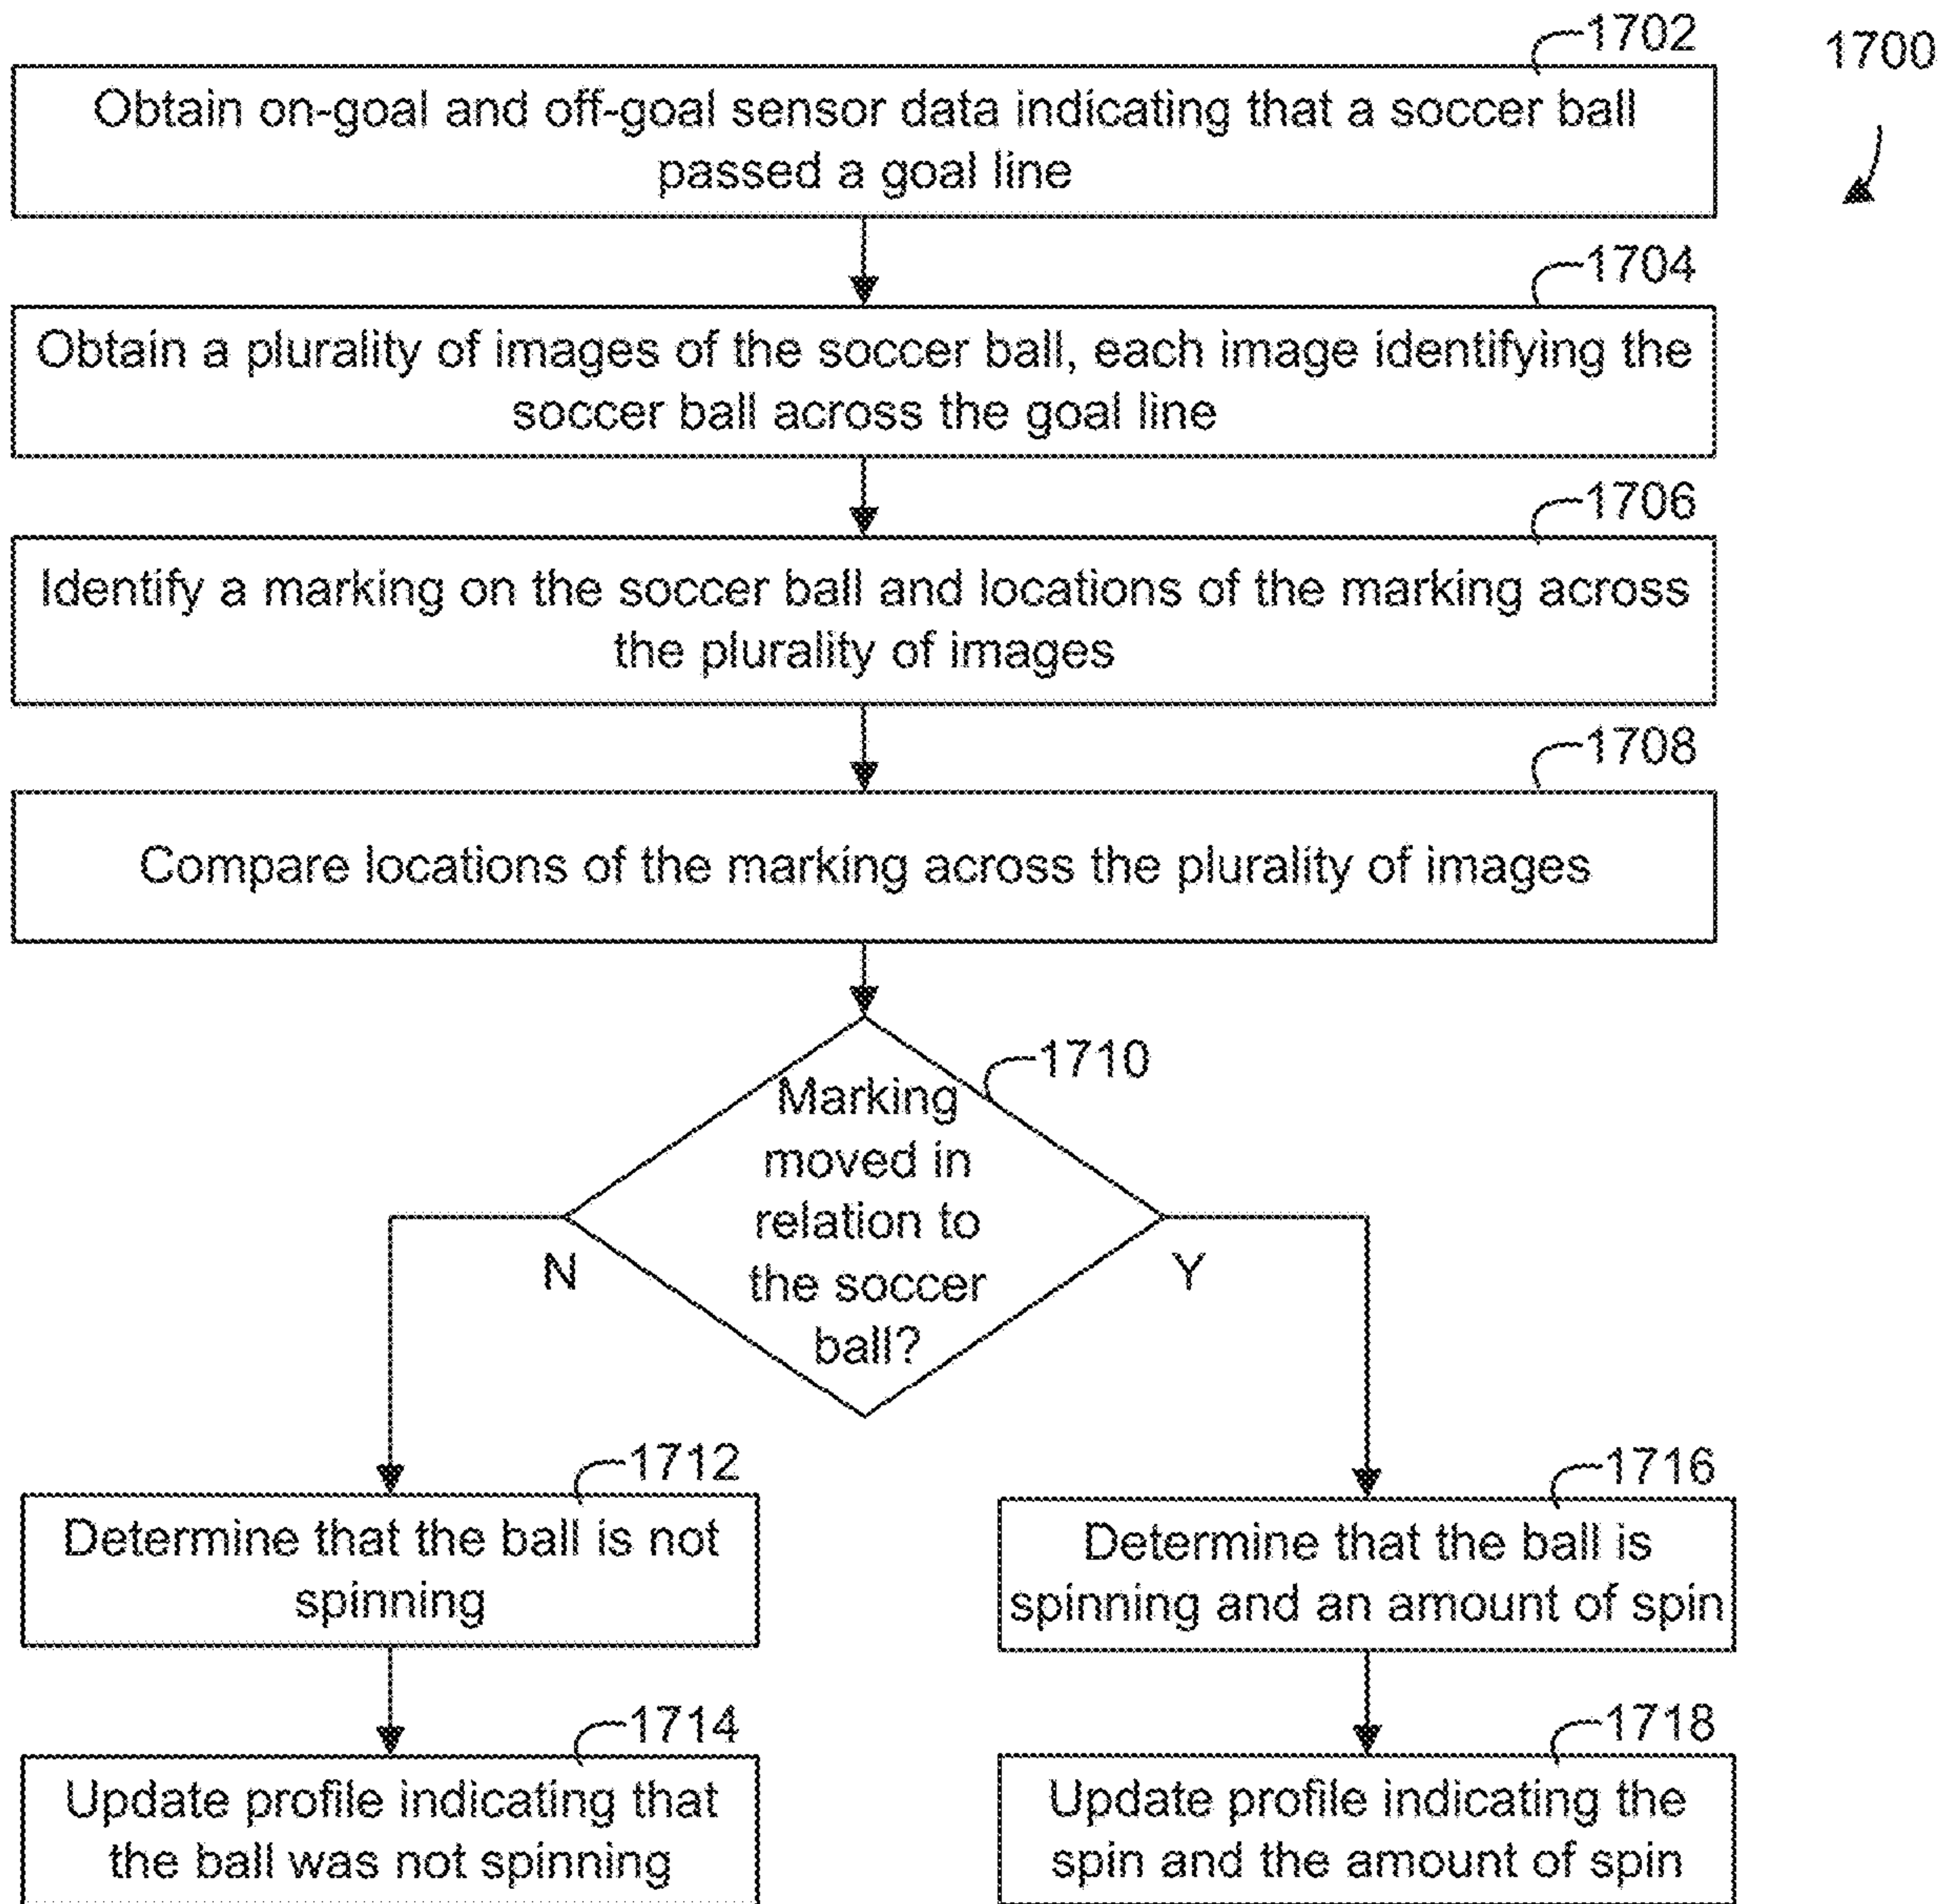 1702
1700
Obtain on-goal and off-goal sensor data indicating that a soccer ball
passed a goal line
1704
Obtain a plurality of images of the soccer ball, each image identifying the
soccer ball across the goal line
1706
Identify a marking on the soccer ball and locations of the marking across
the plurality of images
1708
Compare locations of the marking across the plurality of images
1710
Marking
moved in
relation to
the soccer
ball?
N
Y
1712
Determine that the ball is not
spinning
1716
Determine that the ball is
spinning and an amount of spin
1714
Update profile indicating that
the ball was not spinning
1718
Update profile indicating the
spin and the amount of spin